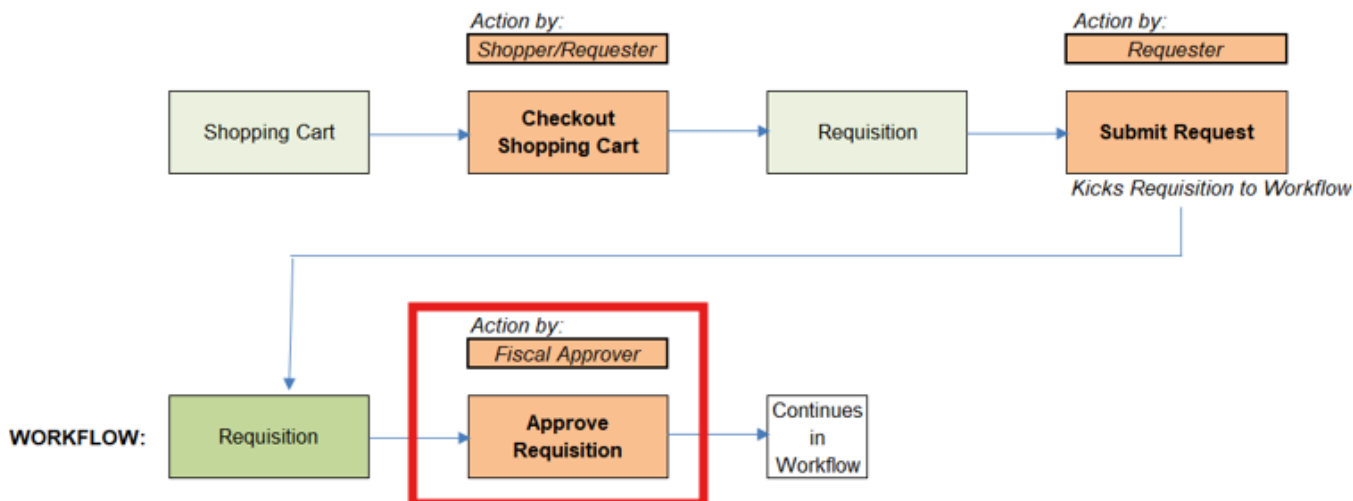 Action by:
Shopper/Requester
Action by:
Requester
Shopping Cart
Checkout
Shopping Cart
Requisition
Submit Request
Kicks Requisition to Workflow
Action by:
Fiscal Approver
WORKFLOW:
Requisition
Approve
Requisition
Continues
in
Workflow